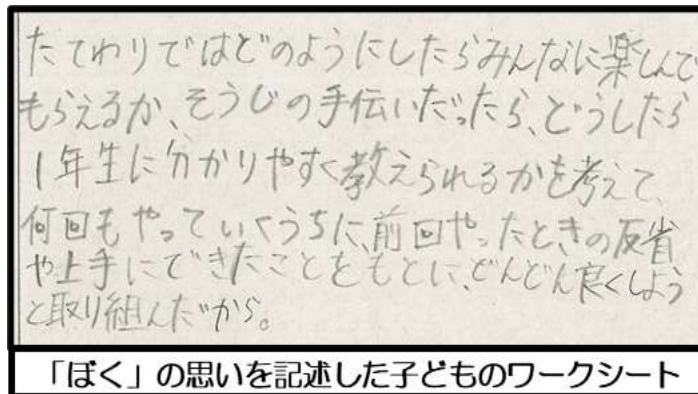 たてわりではどのようにしたらみんなに楽しんで
もらえるか、そうじの手伝いだったら、どうしたら
1年生に分かりやすく教えられるかを考えて、
何回もやっていくうちに、前回やったときの反省
や上手にできたことをもとに、どんどん良くしよう
と取り組んだから。
「ぼく」の思いを記述した子どものワークシート